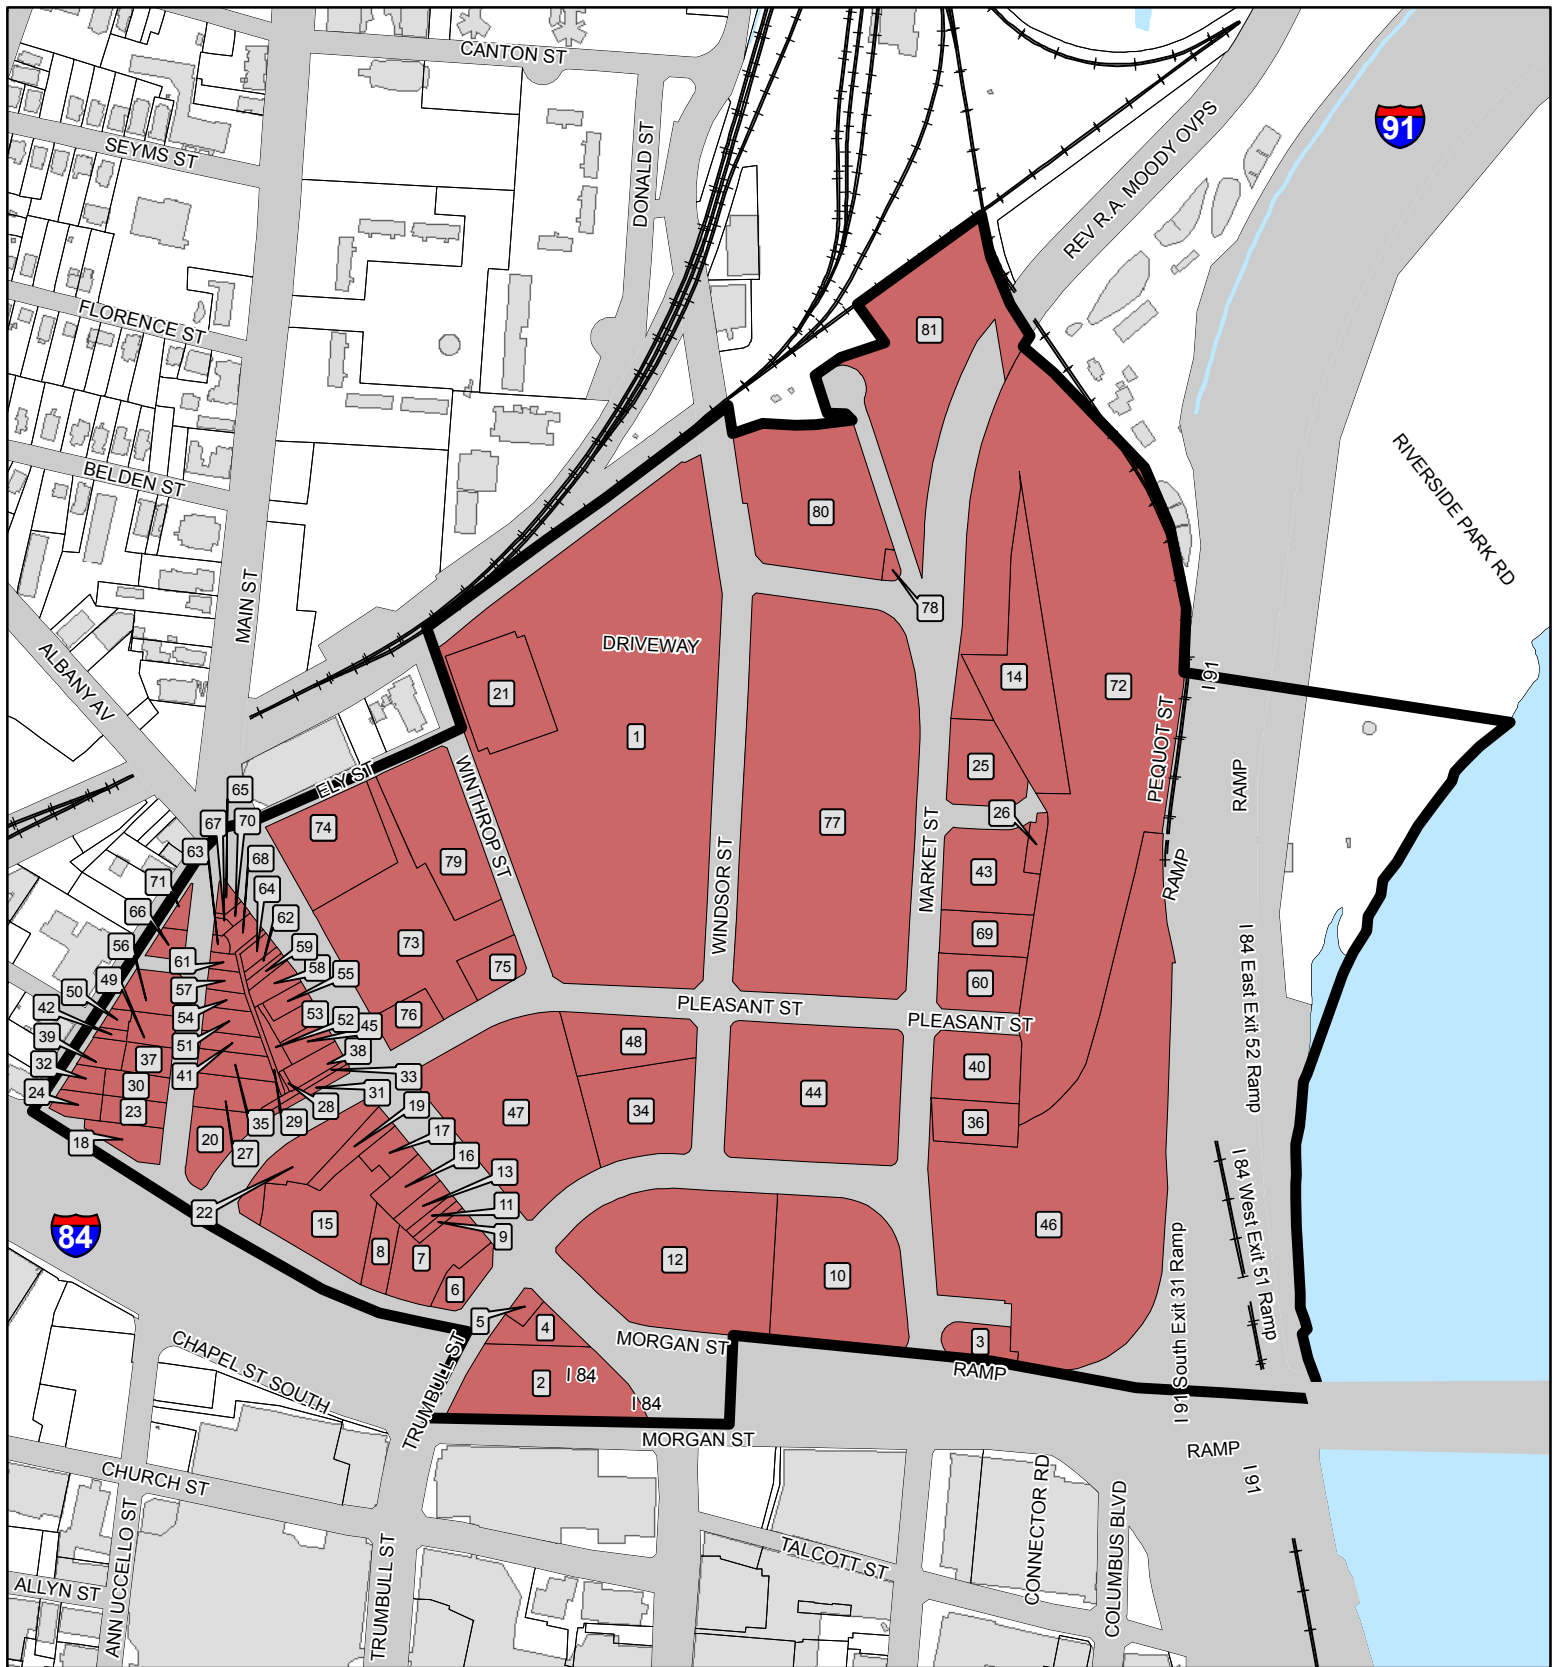 CANTON ST
91
SEYMS ST
DONALD ST
REV R.A. MOODY OVPS
FLORENCE ST
81
BELDEN ST
RIVERSIDE PARK RD
80
MAIN ST
78
ALBANY AV
DRIVEWAY
21
14
72
I 91
1
PEQUOT ST
ELY ST
WINTHROP ST
25
RAMP
65
67
70
74
77
26
MARKET ST
63
68
79
WINDSOR ST
43
RAMP
71
64
66
62
69
56
59
73
61
58
55
75
60
I 84 East Exit 52 Ramp
49
57
50
54
53
52
45
76
PLEASANT ST
PLEASANT ST
42
51
48
39
37
38
40
32
41
30
33
44
24
23
31
28
19
47
34
36
18
20
35
29
27
17
16
13
I 84 West Exit 51 Ramp
22
15
11
46
84
9
8
7
12
10
6
I 91 South Exit 31 Ramp
5
4
MORGAN ST
3
CHAPEL ST SOUTH
TRUMBULL ST
2
I 84
RAMP
I 84
MORGAN ST
RAMP
I 91
CHURCH ST
CONNECTOR RD
COLUMBUS BLVD
TALCOTT ST
ANN UCCELLO ST
TRUMBULL ST
ALLYN ST